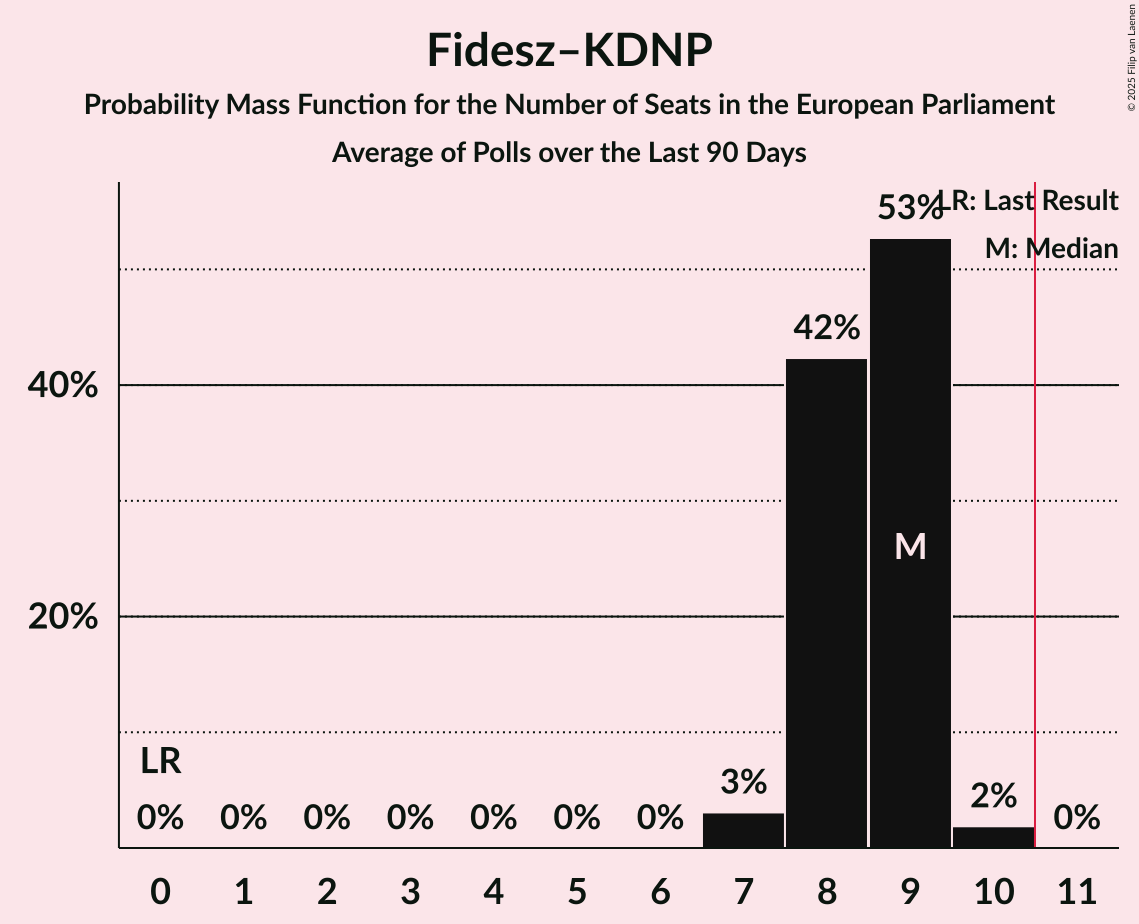 Fidesz–KDNP
Probability Mass Function for the Number of Seats in the European Parliament
Average of Polls over the Last 90 Days
© 2025 Filip van Laenen
LR: Last Result
M: Median
53%
42%
40%
M
20%
LR
3%
2%
0% 0% 0% 0% 0% 0% 0% 0%
0 1 2 3 4 5 6 7 8 9 10 11